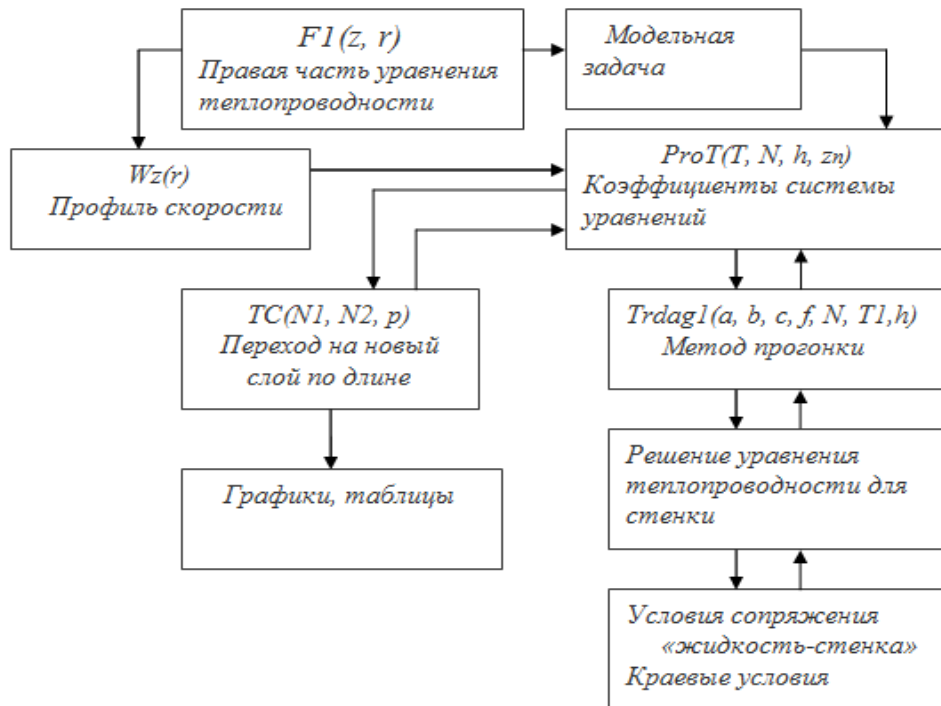 F1(z, r)
Правая часть уравнения
теплопроводности
Модельная
задача
Wz(r)
Профиль скорости
ProT(T, N, h, zn)
Коэффициенты системы
уравнений
TC(N1, N2, p)
Переход на новый
слой по длине
Trdag1(a, b, c, f, N, T1,h)
Метод прогонки
Графики, таблицы
Решение уравнения
теплопроводности для
стенки
Условия сопряжения
«жидкость-стенка»
Краевые условия